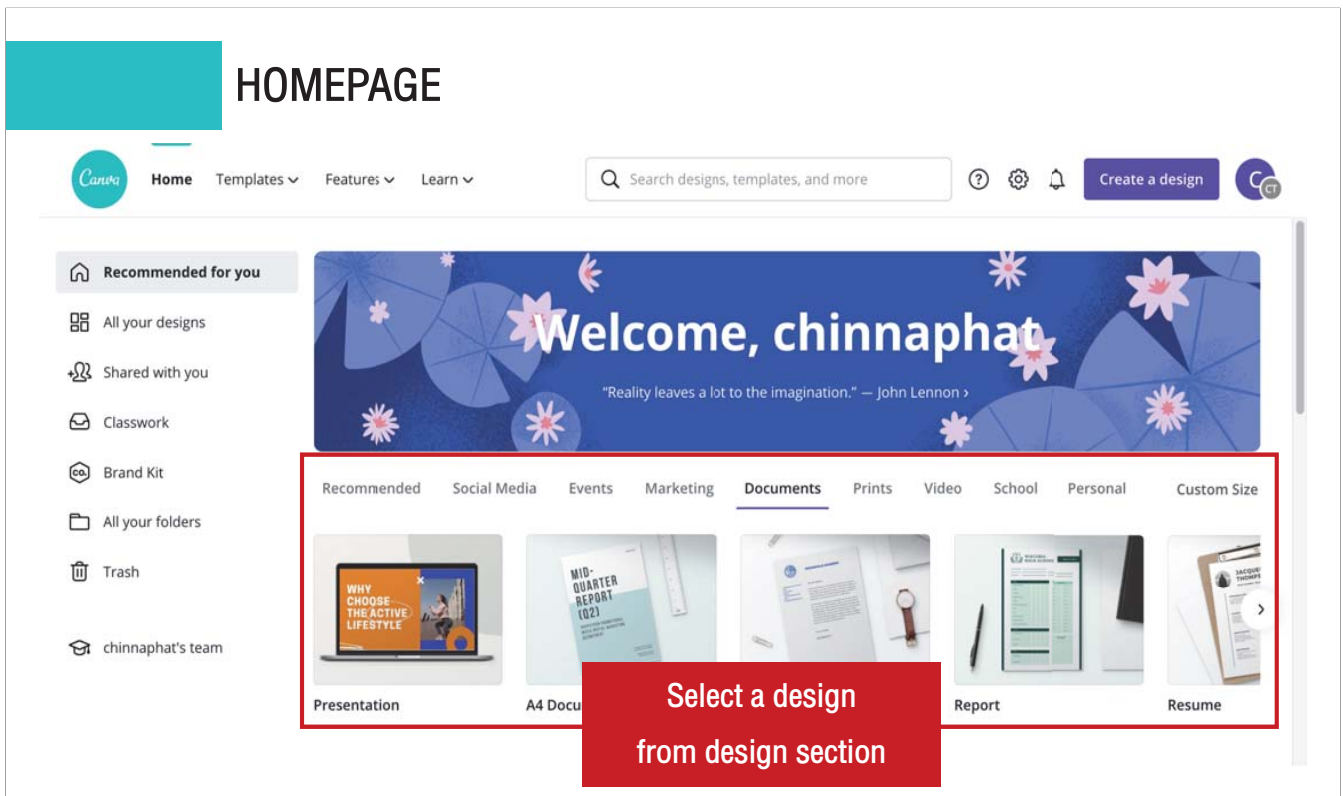 HOMEPAGE
Canva
Home Templates Features Learn
Search designs, templates, and more
?
Create a design
C
CT
Recommended for you
All your designs
Shared with you
Classwork
co.
Brand Kit
All your folders
Trash
chinnaphat's team
Welcome, chinnaphat
"Reality leaves a lot to the imagination." — John Lennon ›
Recommended Social Media Events Marketing Documents Prints Video School Personal Custom Size
WHY
CHOOSE
THE ACTIVE
LIFESTYLE
MID-
QUARTER
REPORT
(Q2)
Presentation
A4 Docu
Report
Resume
Select a design
from design section